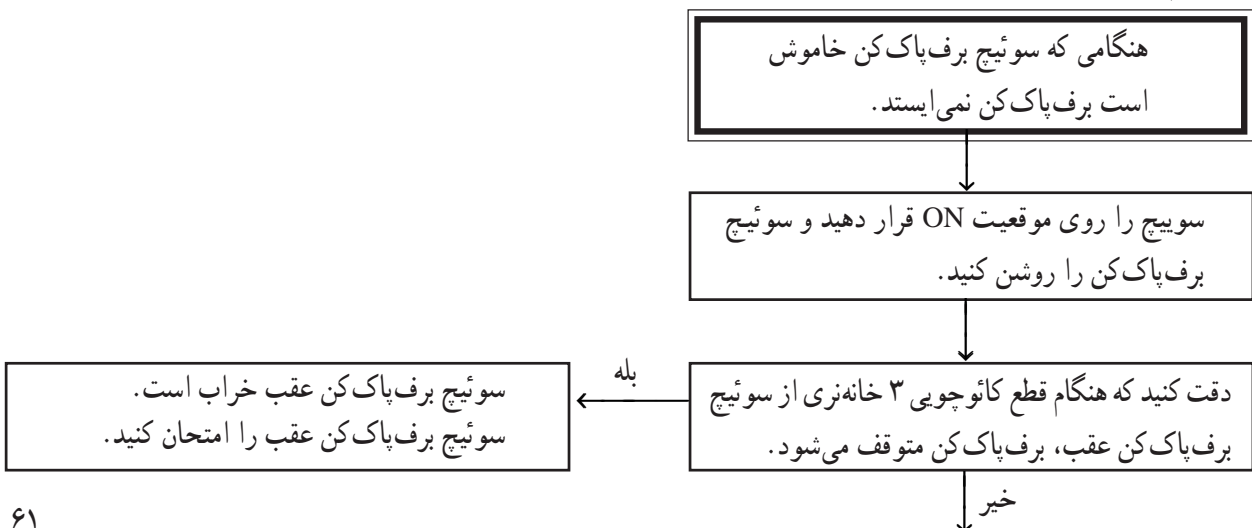 هنگامی که سوئیچ برف‌پاک‌کن خاموش
است برف‌پاک‌کن نمی‌ایستد.
سوییچ را روی موقعیت ON قرار دهید و سوئیچ
برف‌پاک‌کن را روشن کنید.
دقت کنید که هنگام قطع کائوچویی ۳ خانه‌نری از سوئیچ
برف‌پاک‌کن عقب، برف‌پاک‌کن متوقف می‌شود.
بله
سوئیچ برف‌پاک‌کن عقب خراب است.
سوئیچ برف‌پاک‌کن عقب را امتحان کنید.
خیر
۶۱